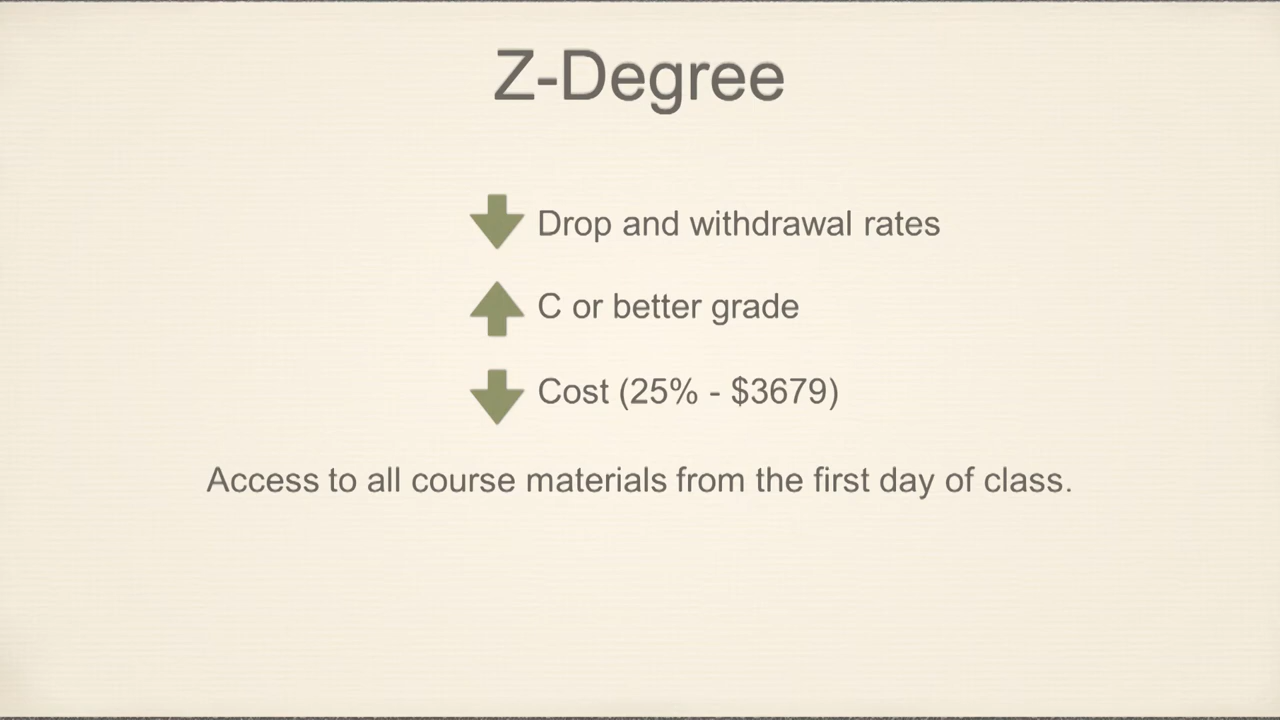 Z-Degree
Drop and withdrawal rates
C or better grade
Cost (25% - $3679)
Access to all course materials from the first day of class.